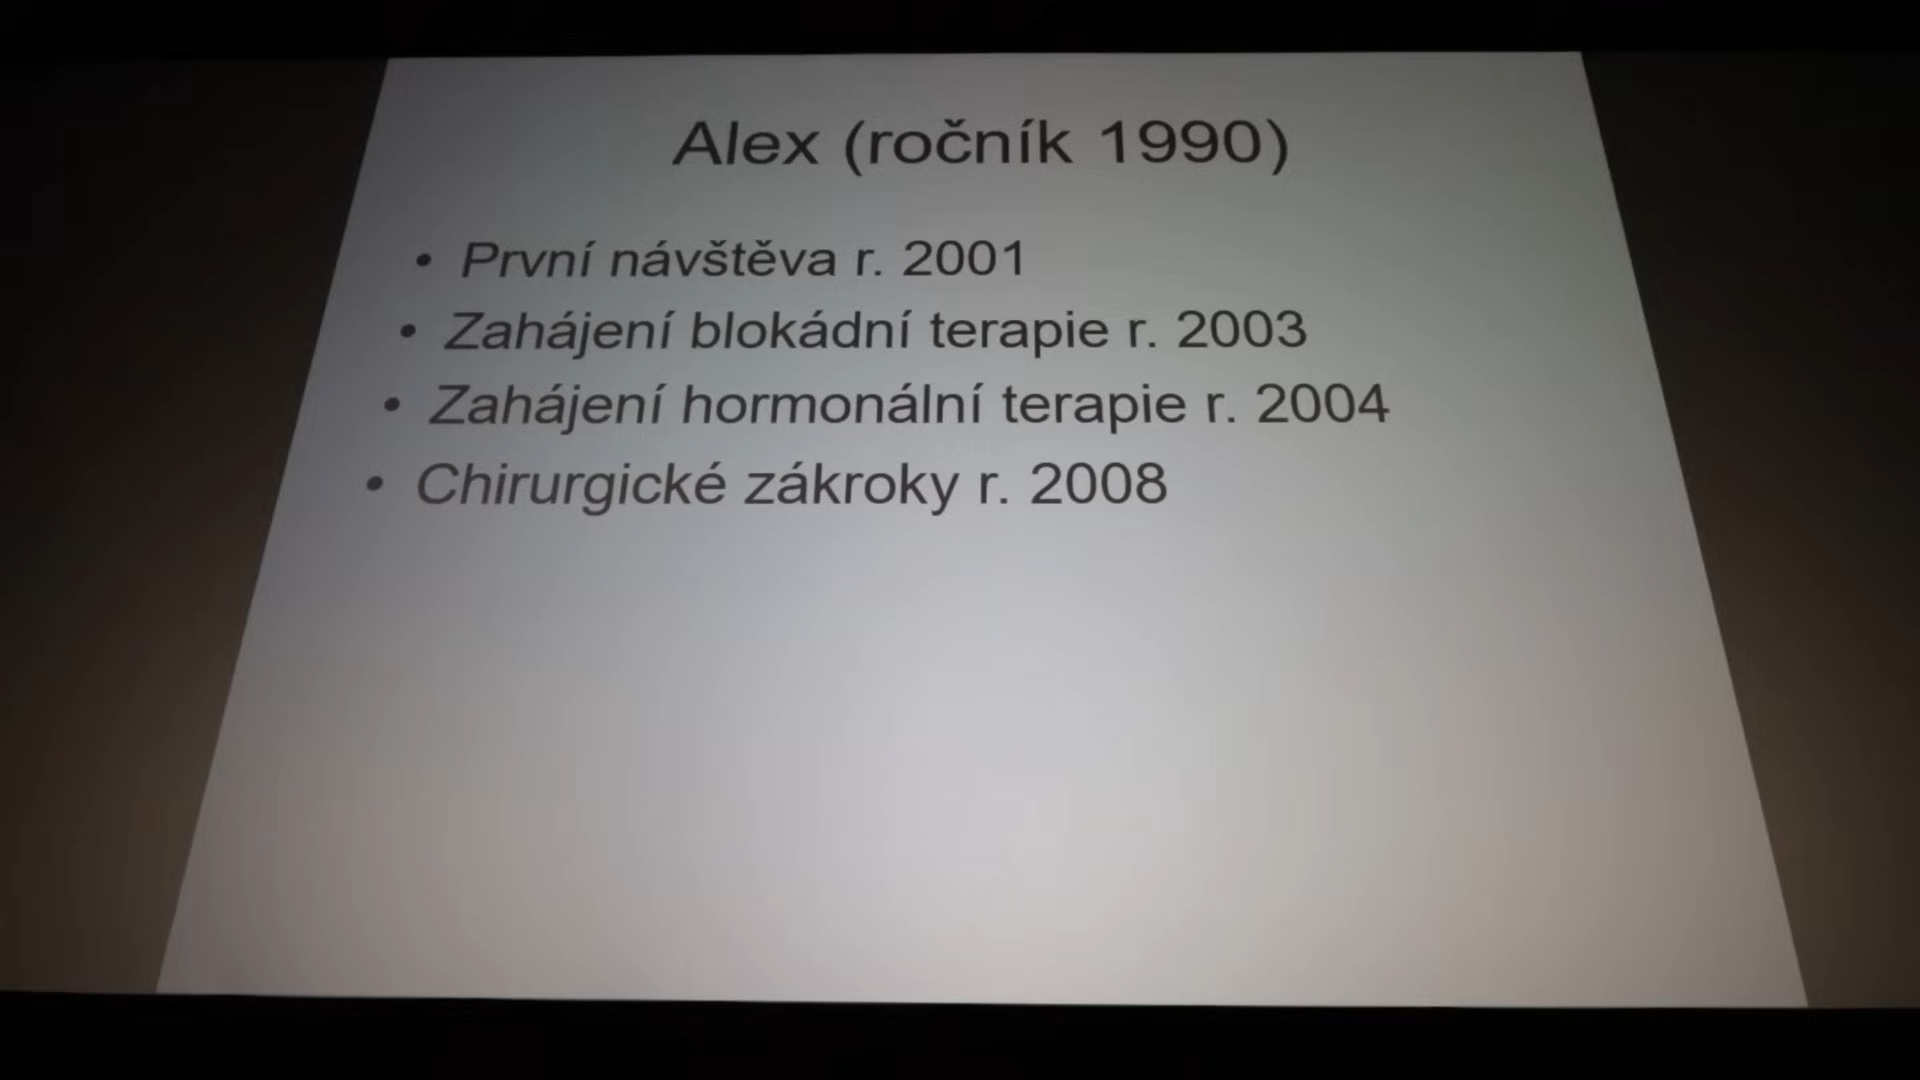 Alex (ročník 1990)
• První návštěva r. 2001
• Zahájení blokádní terapie r. 2003
• Zahájení hormonální terapie r. 2004
• Chirurgické zákroky r. 2008